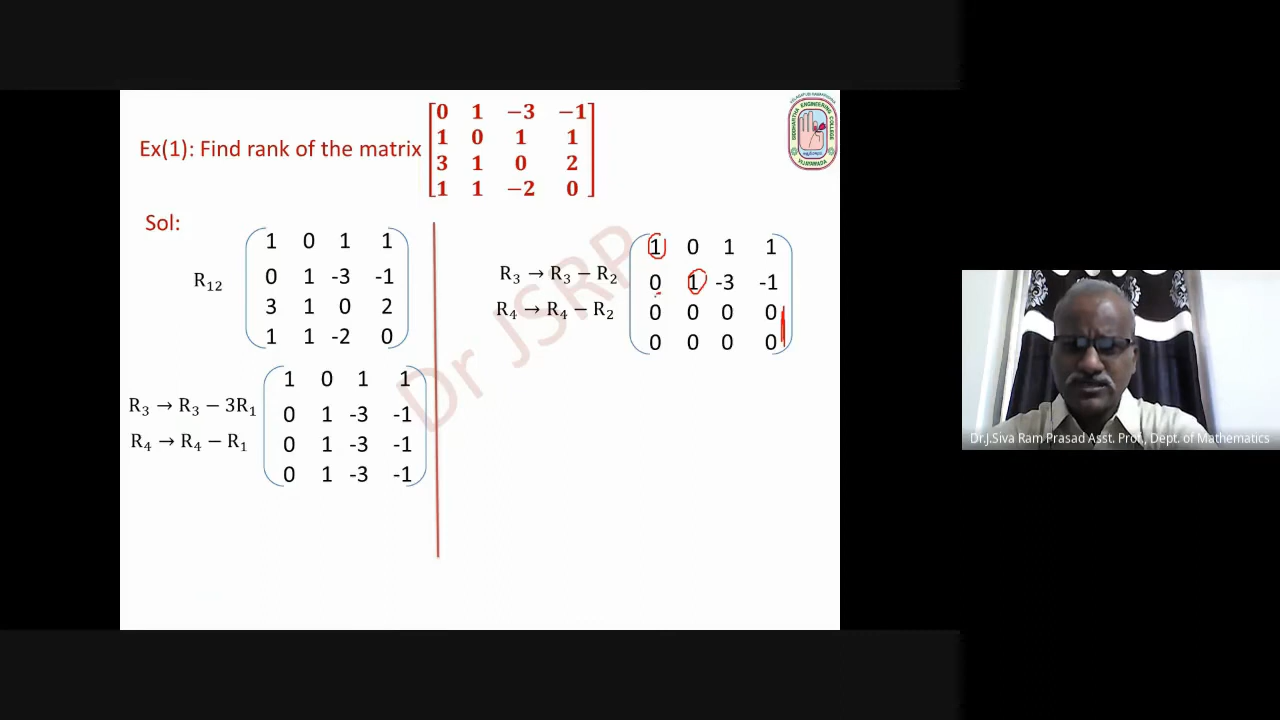 Ex(1): Find rank of the matrix
0 1 −3 −1
1 0 1 1
3 1 0 2
1 1 −2 0
SIDDHARTHA ENGINEERING COLLEGE
VIJAYAWADA
Sol:
R₁₂
1 0 1 1
0 1 -3 -1
3 1 0 2
1 1 -2 0
R₃ → R₃ − 3R₁
R₄ → R₄ − R₁
1 0 1 1
0 1 -3 -1
0 1 -3 -1
0 1 -3 -1
R₃ → R₃ − R₂
R₄ → R₄ − R₂
1 0 1 1
0 1 -3 -1
0 0 0 0
0 0 0 0
Dr JSRP
Dr.J.Siva Ram Prasad Asst. Prof., Dept. of Mathematics